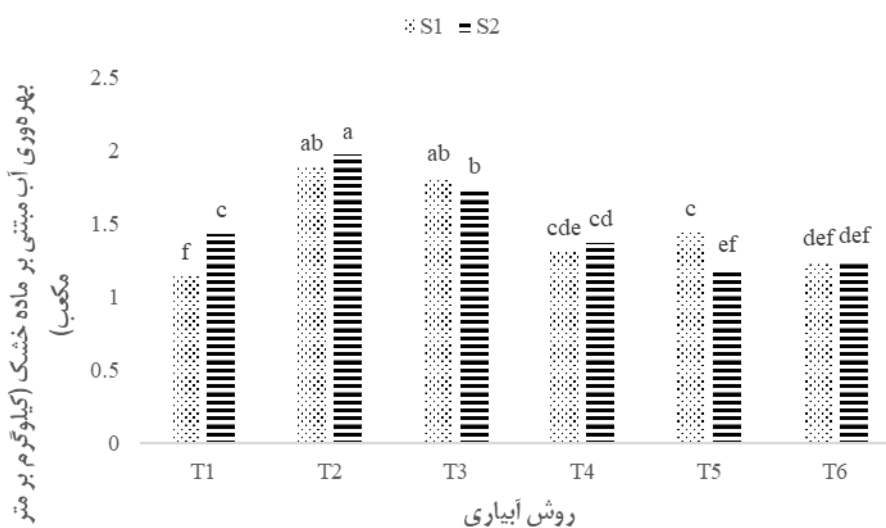 S1 S2
بهره‌وری آب مبتنی بر ماده خشک (کیلوگرم بر متر
مکعب)
2.5
2
1.5
1
0.5
0
f c
ab a
ab b
cde cd
c ef
def def
T1 T2 T3 T4 T5 T6
روش آبیاری